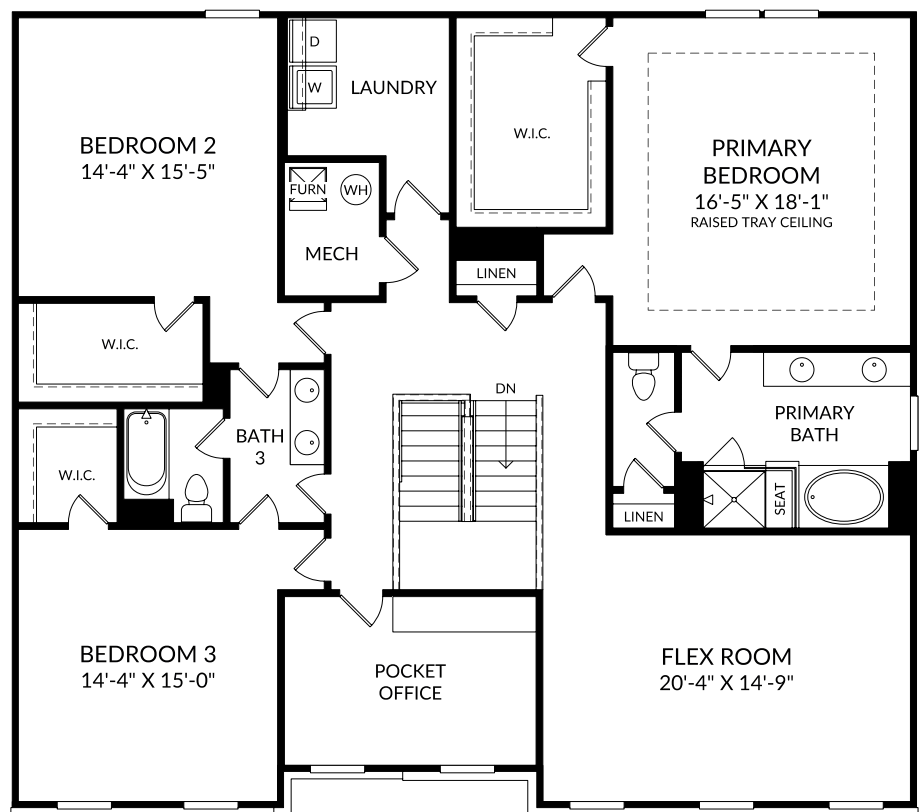 D
W
LAUNDRY
W.I.C.
BEDROOM 2
14'-4" X 15'-5"
PRIMARY
BEDROOM
16'-5" X 18'-1"
RAISED TRAY CEILING
FURN
WH
MECH
LINEN
W.I.C.
DN
PRIMARY
BATH
BATH
3
W.I.C.
SEAT
LINEN
BEDROOM 3
14'-4" X 15'-0"
POCKET
OFFICE
FLEX ROOM
20'-4" X 14'-9"